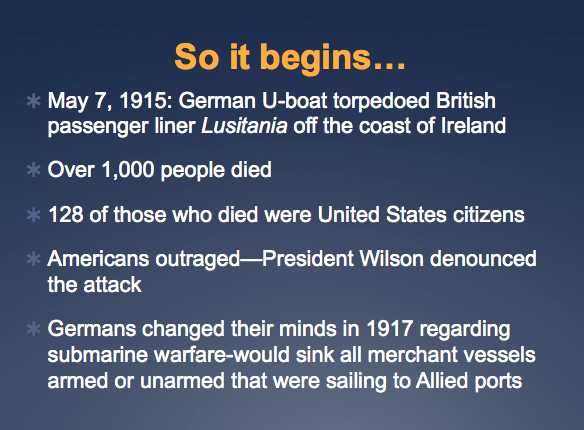 So it begins…
* May 7, 1915: German U-boat torpedoed British
passenger liner Lusitania off the coast of Ireland
* Over 1,000 people died
* 128 of those who died were United States citizens
* Americans outraged—President Wilson denounced
the attack
* Germans changed their minds in 1917 regarding
submarine warfare-would sink all merchant vessels
armed or unarmed that were sailing to Allied ports